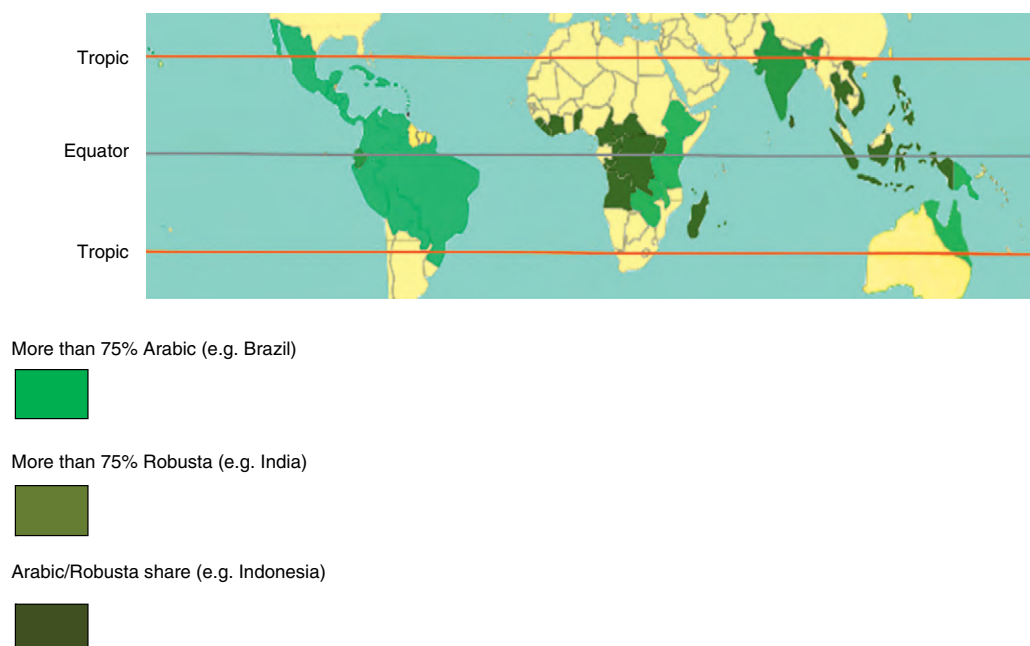 Tropic
Equator
Tropic
More than 75% Arabic (e.g. Brazil)
More than 75% Robusta (e.g. India)
Arabic/Robusta share (e.g. Indonesia)